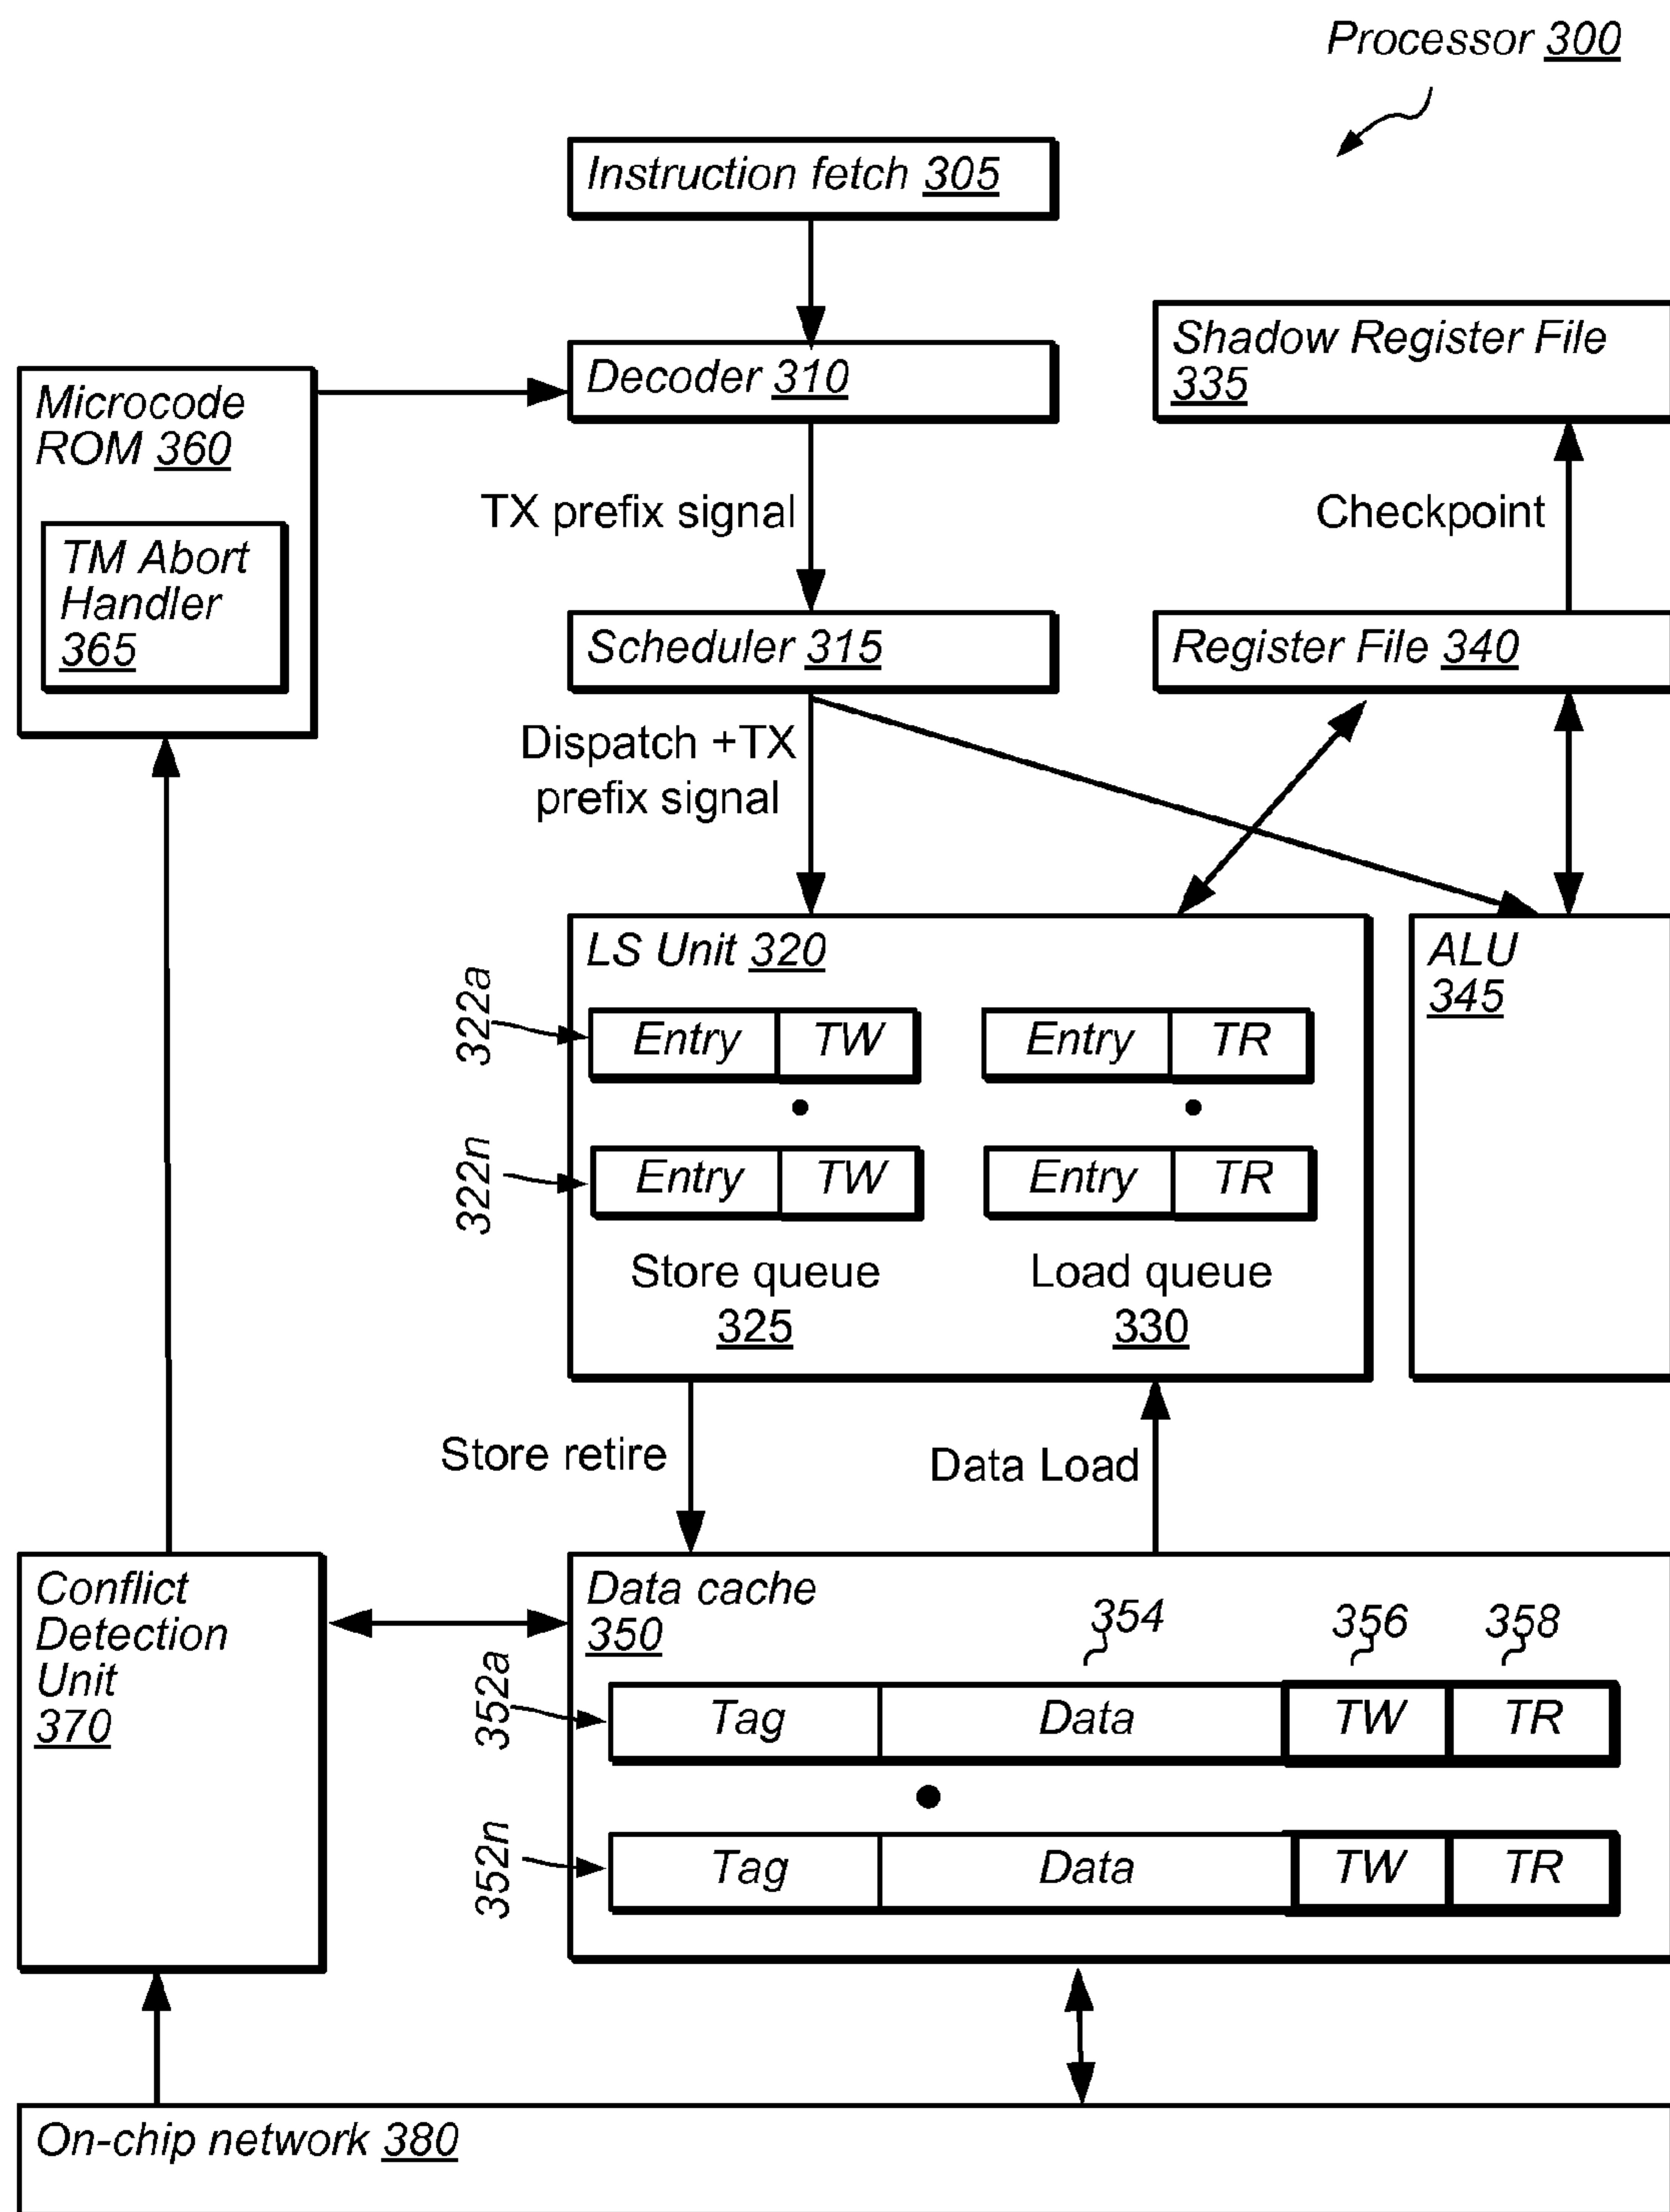 Processor 300
Instruction fetch 305
Decoder 310
Shadow Register File
335
Microcode
ROM 360
TM Abort
Handler
365
TX prefix signal
Checkpoint
Scheduler 315
Register File 340
Dispatch +TX
prefix signal
LS Unit 320
ALU
345
322a
Entry TW Entry TR
322n
Entry TW Entry TR
Store queue
325
Load queue
330
Store retire
Data Load
Conflict
Detection
Unit
370
Data cache
350
354 356 358
352a
Tag Data TW TR
352n
Tag Data TW TR
On-chip network 380